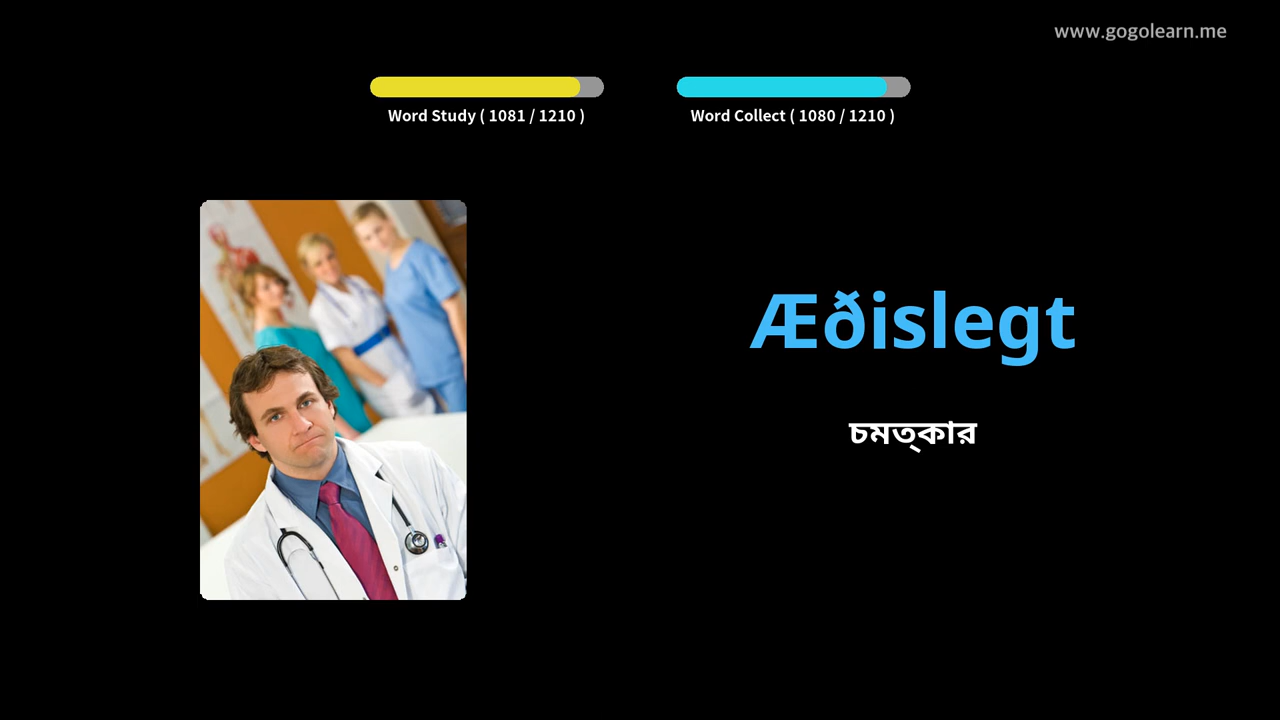 www.gogolearn.me
Word Study ( 1081 / 1210 )
Word Collect ( 1080 / 1210 )
Æðislegt
চমত্কার